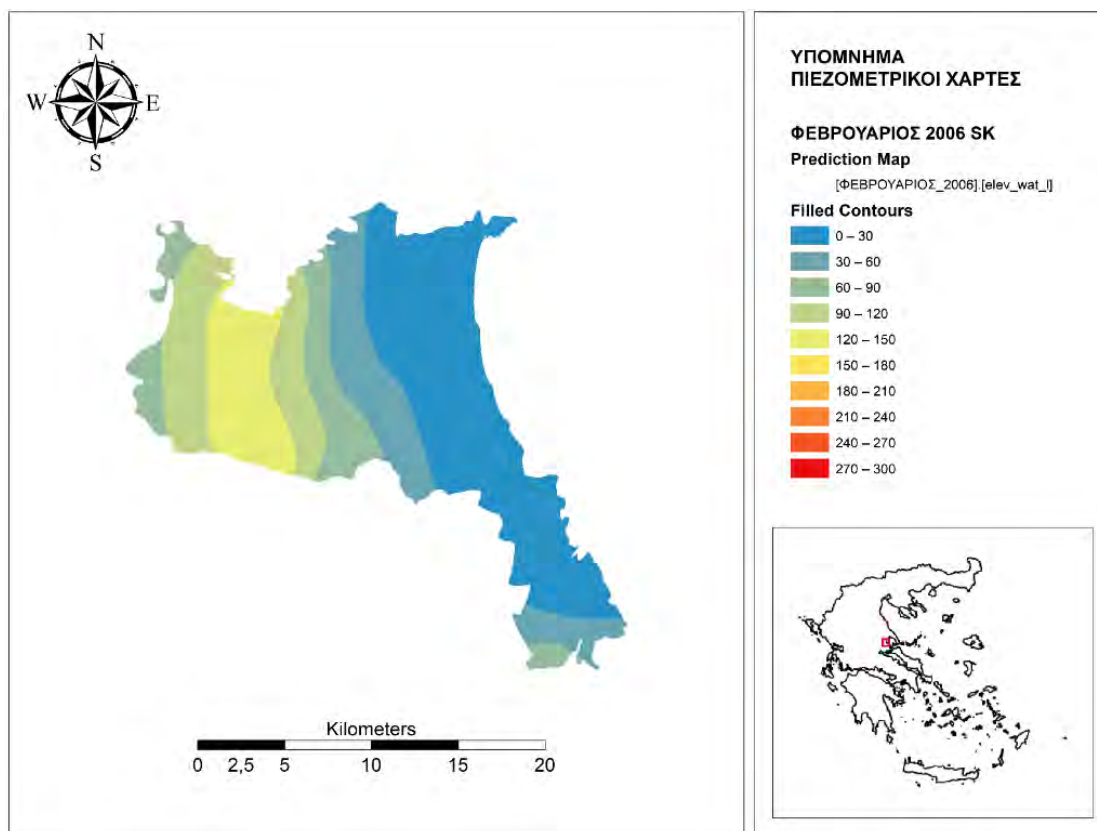 N
W E
S
Kilometers
0 2,5 5 10 15 20
ΥΠΟΜΝΗΜΑ
ΠΙΕΖΟΜΕΤΡΙΚΟΙ ΧΑΡΤΕΣ
ΦΕΒΡΟΥΑΡΙΟΣ 2006 SK
Prediction Map
[ΦΕΒΡΟΥΑΡΙΟΣ_2006].[elev_wat_l]
Filled Contours
0 – 30
30 – 60
60 – 90
90 – 120
120 – 150
150 – 180
180 – 210
210 – 240
240 – 270
270 – 300